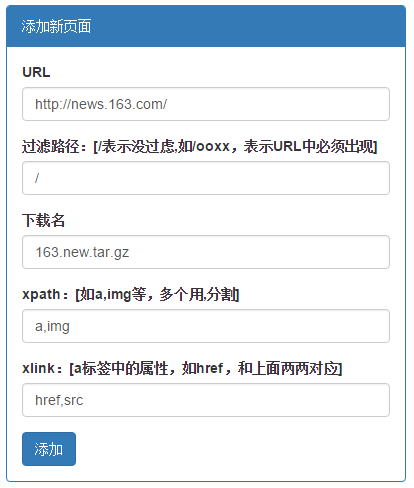 添加新页面
URL
http://news.163.com/
过滤路径：[/表示没过虑,如/ooxx，表示URL中必须出现]
/
下载名
163.new.tar.gz
xpath：[如a,img等，多个用,分割]
a,img
xlink：[a标签中的属性，如href，和上面两两对应]
href,src
添加